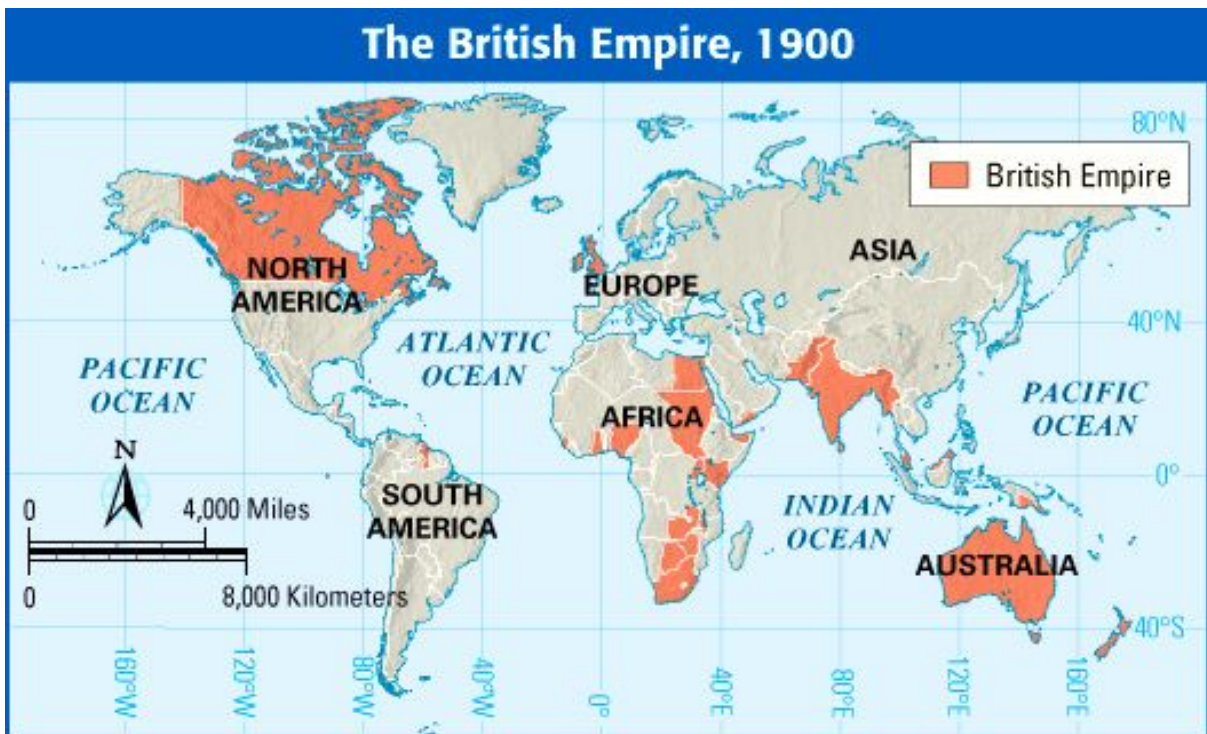 The British Empire, 1900
80°N
British Empire
ASIA
NORTH
AMERICA
EUROPE
40°N
ATLANTIC
OCEAN
PACIFIC
OCEAN
PACIFIC
OCEAN
AFRICA
N
0°
0
4,000 Miles
SOUTH
AMERICA
INDIAN
OCEAN
AUSTRALIA
0
8,000 Kilometers
40°S
160°W
120°W
80°W
40°W
0°
40°E
80°E
120°E
160°E